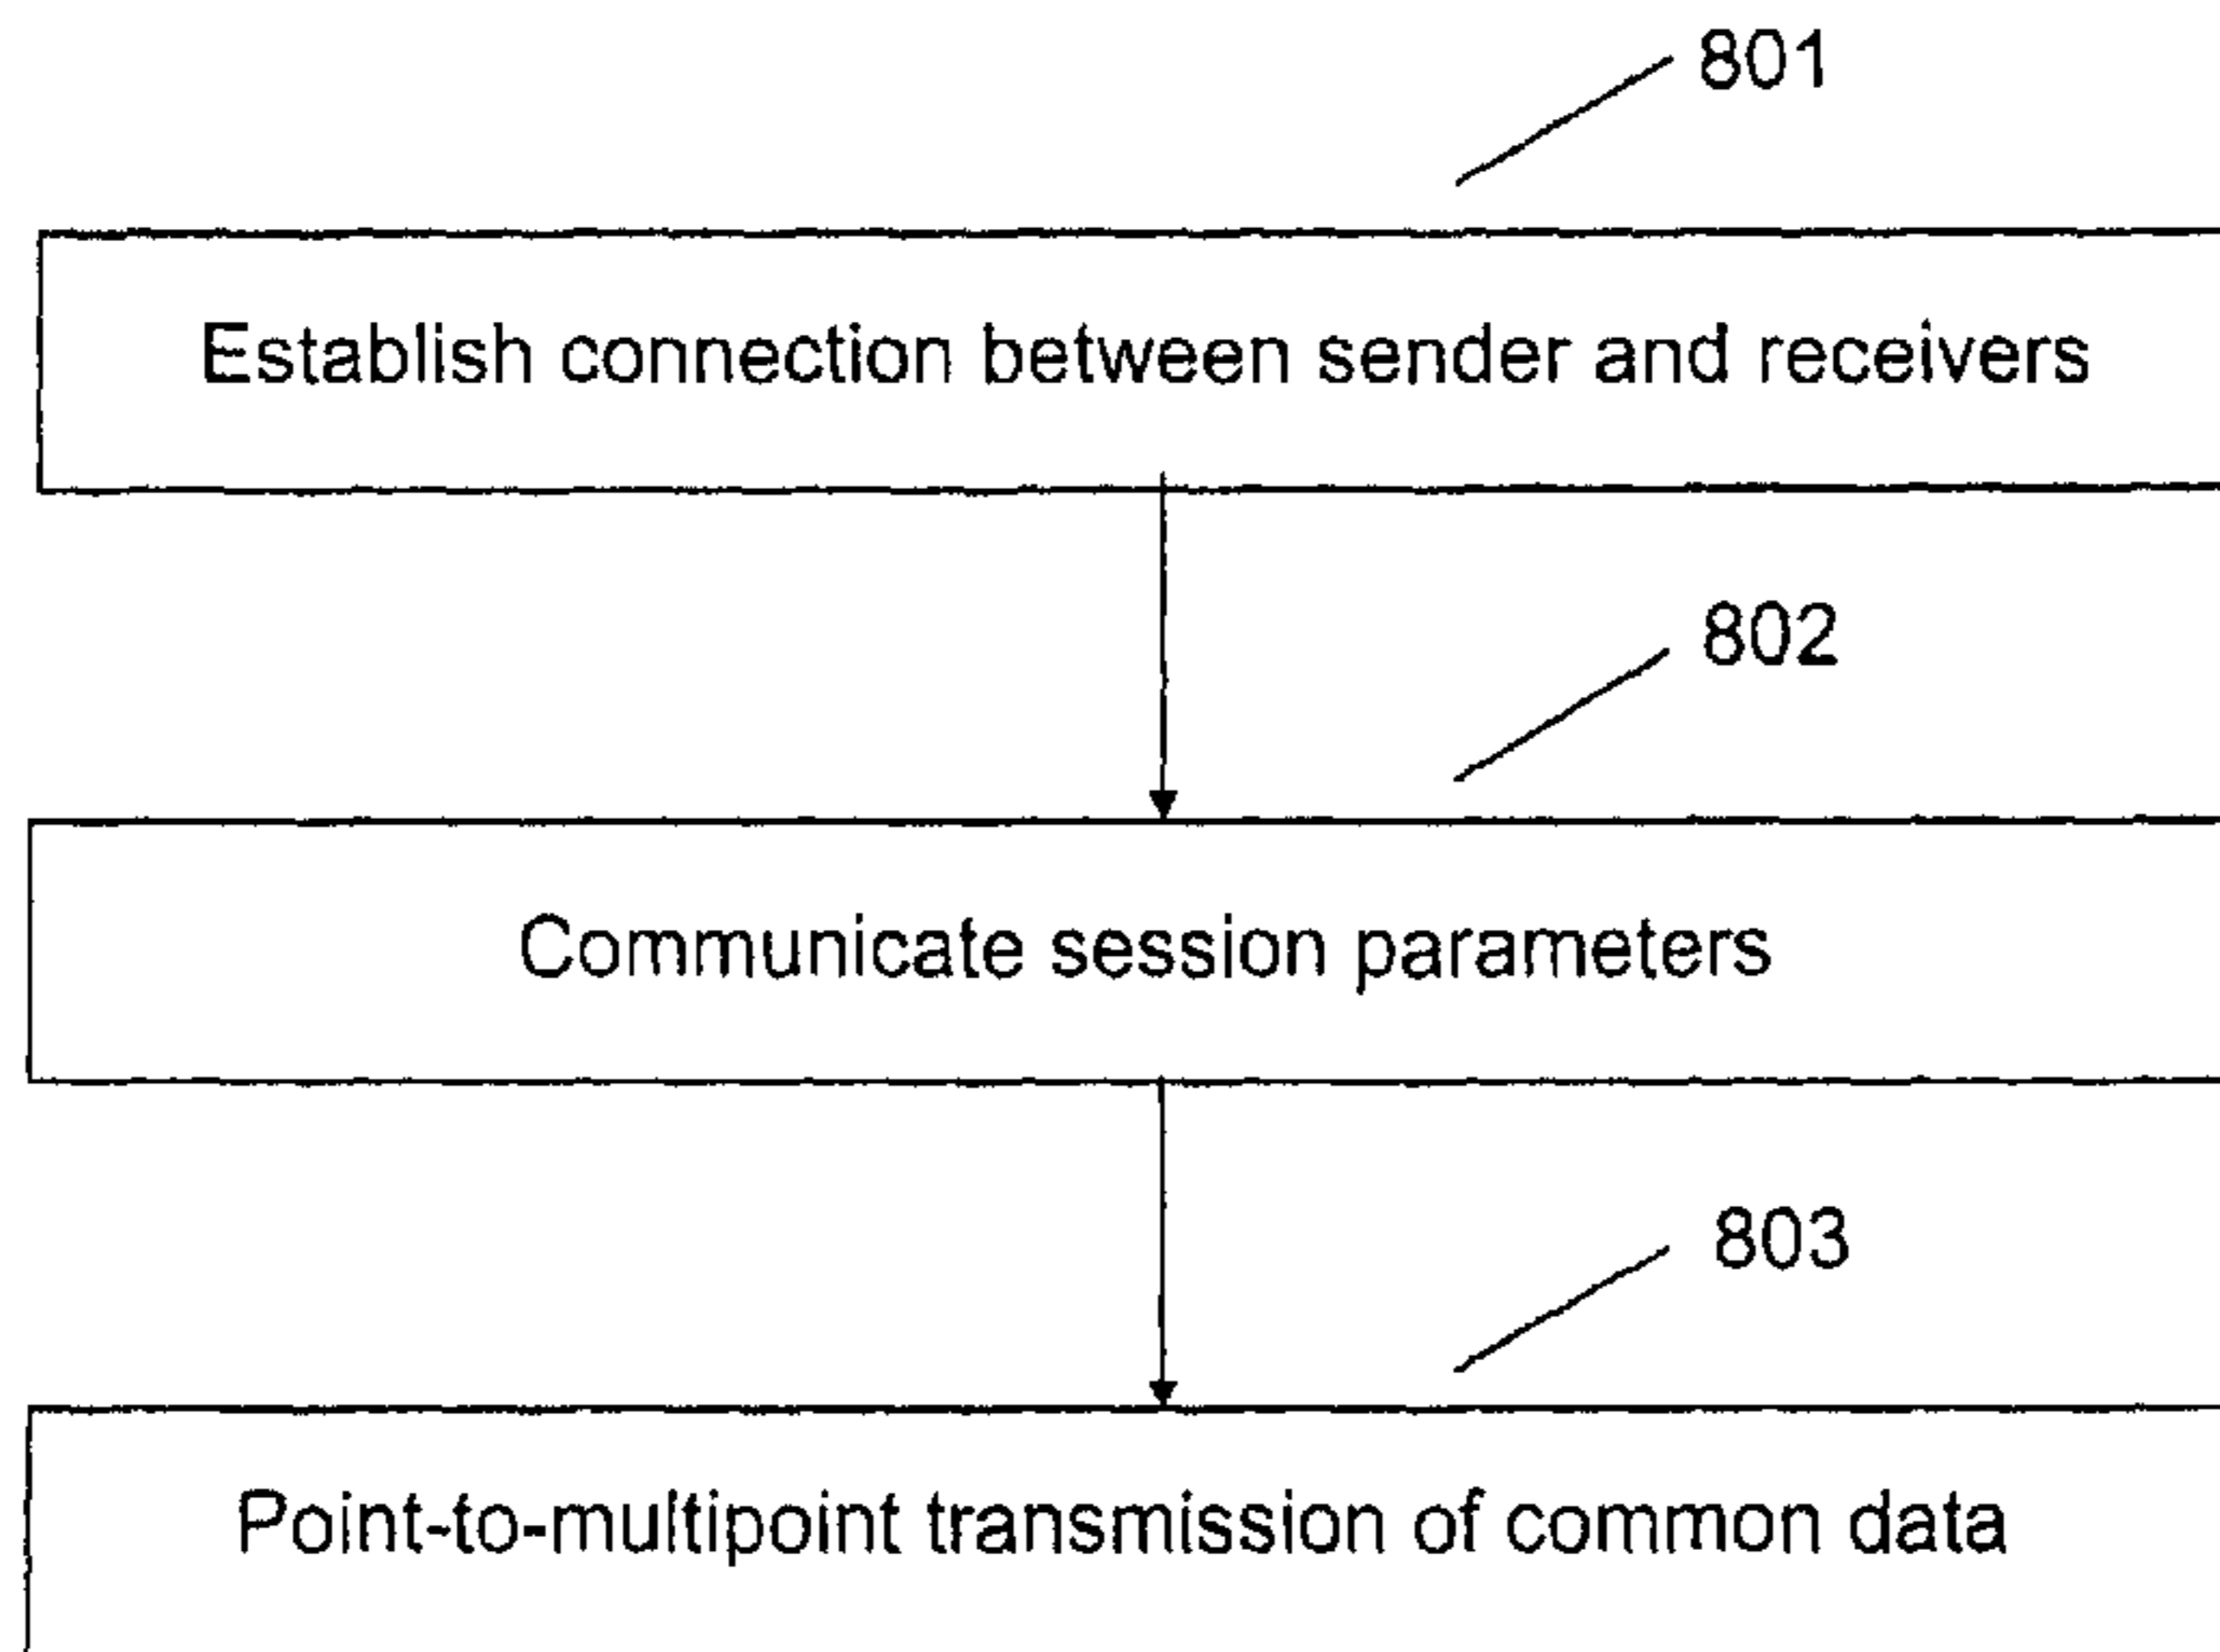 801
Establish connection between sender and receivers
802
Communicate session parameters
803
Point-to-multipoint transmission of common data